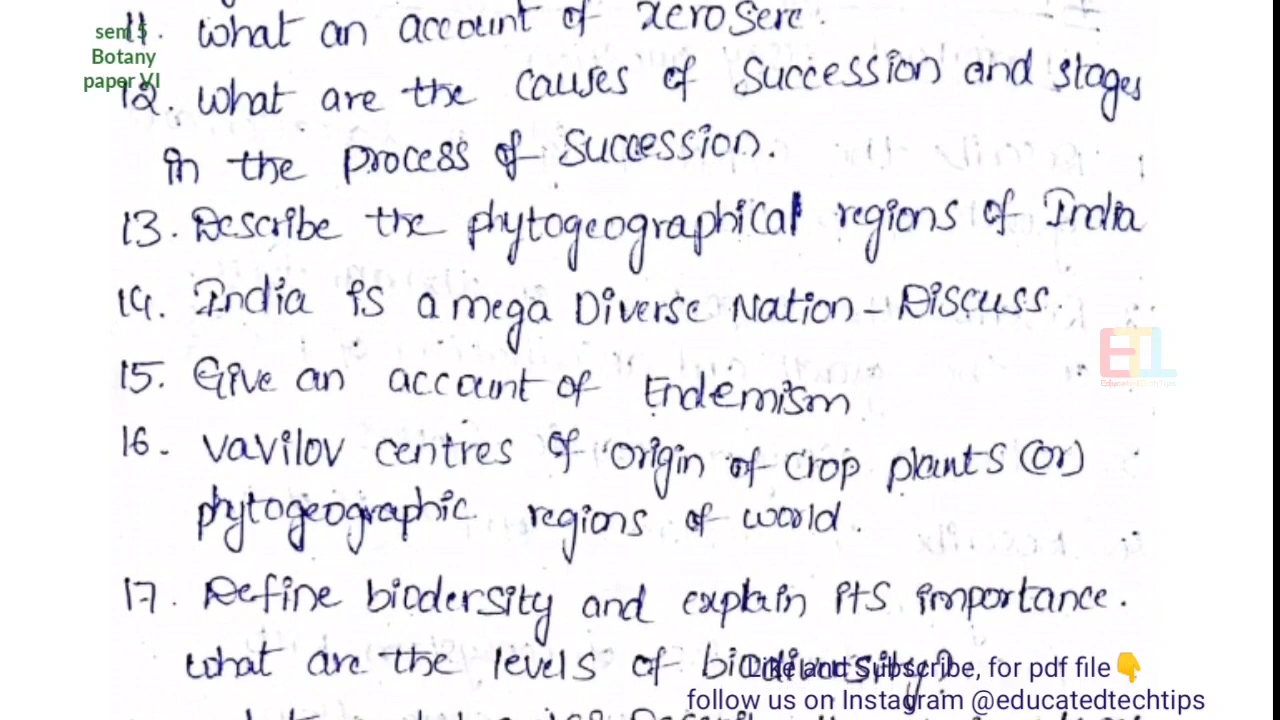 sem 5
Botany
paper VI
11. What an account of xerosere.
12. What are the causes of Succession and stages
in the process of Succession.
13. Describe the phytogeographical regions of India
14. India is a mega Diverse Nation - Discuss.
15. Give an account of Endemism
16. Vavilov centres of origin of crop plants (or)
phytogeographic regions of world.
17. Define biodersity and explain its importance.
what are the levels of biodiversity?
ETL
EducatedTechTips
Like and Subscribe, for pdf file👇
follow us on Instagram @educatedtechtips